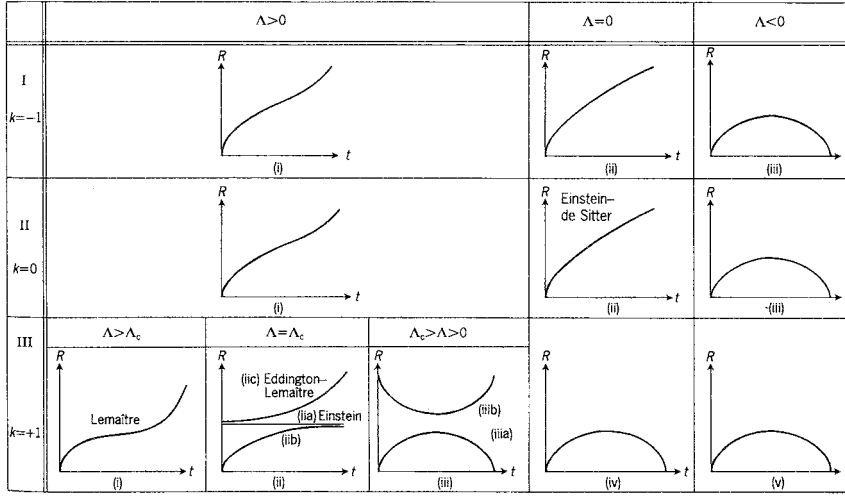 Λ>0
Λ=0
Λ<0
I
k=−1
R
t
(i)
R
t
(ii)
R
t
(iii)
II
k=0
R
t
(i)
R
Einstein–
de Sitter
t
(ii)
R
t
(iii)
III
k=+1
Λ>Λc
Λ=Λc
Λc>Λ>0
R
Lemaître
t
(i)
R
(iic) Eddington–
Lemaître
(iia) Einstein
(iib)
t
(ii)
R
(iiib)
(iiia)
t
(iii)
R
t
(iv)
R
t
(v)